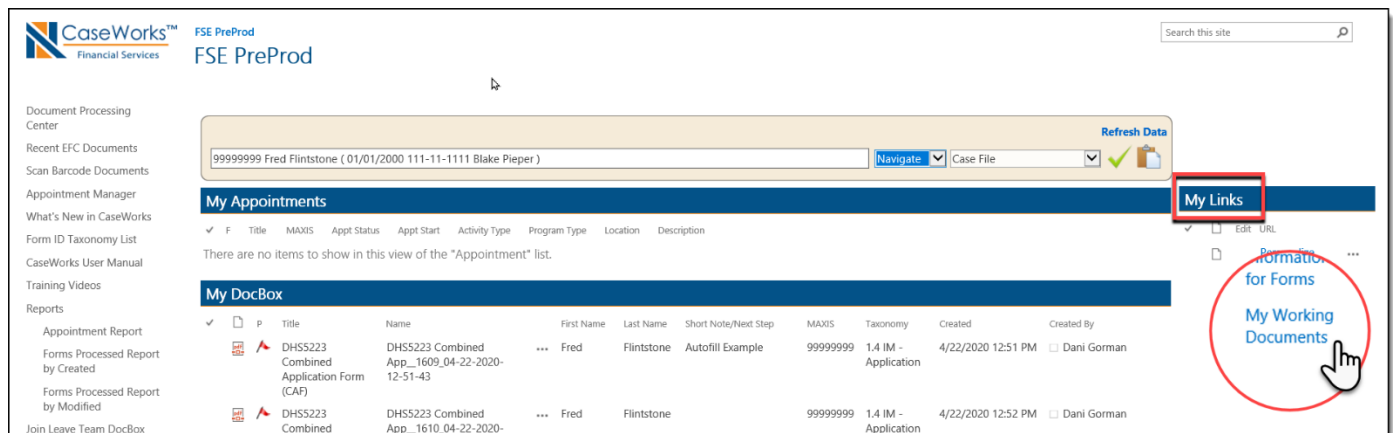 CaseWorks™
Financial Services
FSE PreProd
FSE PreProd
Search this site
Document Processing
Center
Recent EFC Documents
Scan Barcode Documents
Appointment Manager
What's New in CaseWorks
Form ID Taxonomy List
CaseWorks User Manual
Training Videos
Reports
Appointment Report
Forms Processed Report
by Created
Forms Processed Report
by Modified
Join Leave Team DocBox
Refresh Data
99999999 Fred Flintstone ( 01/01/2000 111-11-1111 Blake Pieper ) Navigate Case File
My Appointments
F Title MAXIS Appt Status Appt Start Activity Type Program Type Location Description
There are no items to show in this view of the "Appointment" list.
My DocBox
P Title Name First Name Last Name Short Note/Next Step MAXIS Taxonomy Created Created By
DHS5223 DHS5223 Combined ... Fred Flintstone Autofill Example 99999999 1.4 IM - 4/22/2020 12:51 PM Dani Gorman
Combined App__1609_04-22-2020- Application
Application Form 12-51-43
(CAF)
DHS5223 DHS5223 Combined ... Fred Flintstone 99999999 1.4 IM - 4/22/2020 12:52 PM Dani Gorman
Combined App__1610_04-22-2020- Application
My Links
Edit URL
...
for Forms
My Working
Documents